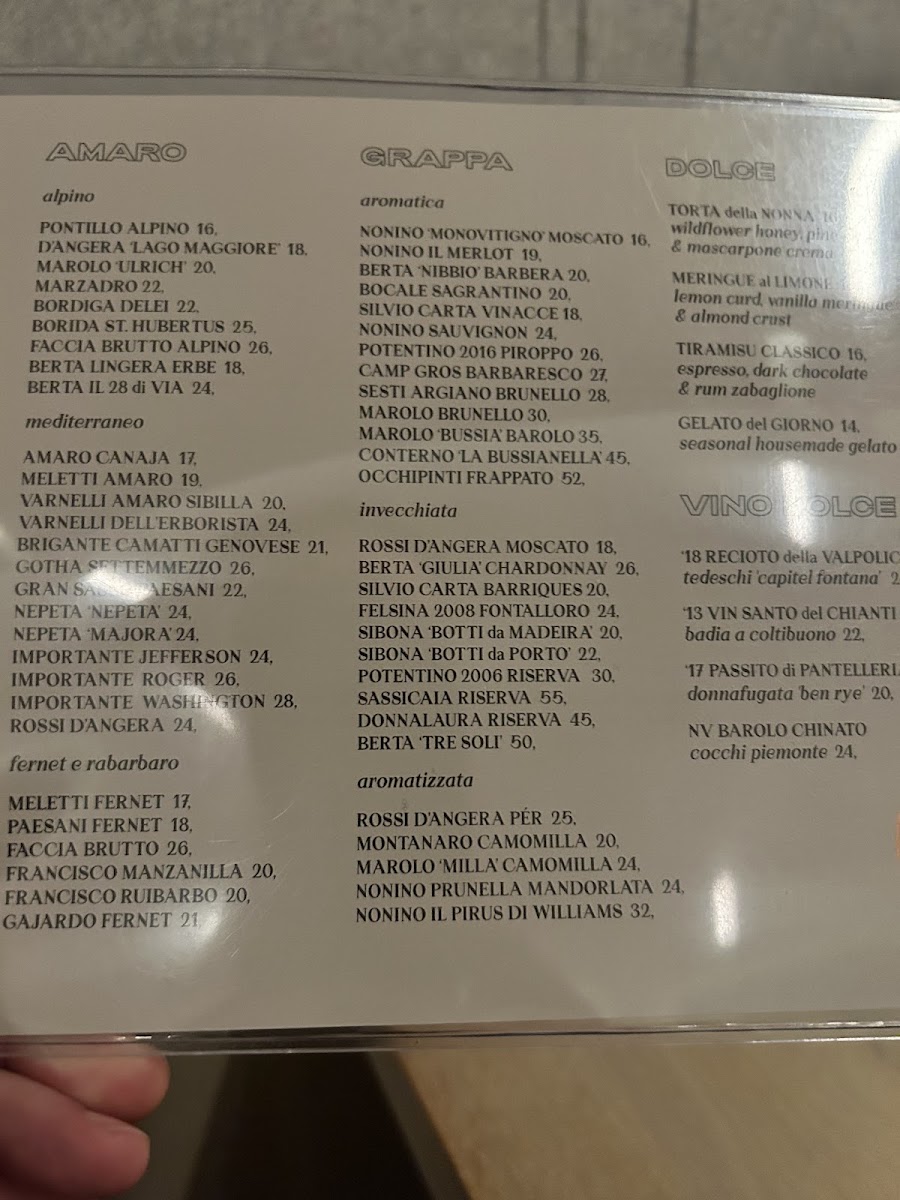 AMARO
alpino
PONTILLO ALPINO 16,
D'ANGERA 'LAGO MAGGIORE' 18,
MAROLO 'ULRICH' 20,
MARZADRO 22,
BORDIGA DELEI 22,
BORIDA ST. HUBERTUS 25,
FACCIA BRUTTO ALPINO 26,
BERTA LINGERA ERBE 18,
BERTA IL 28 di VIA 24,
mediterraneo
AMARO CANAJA 17,
MELETTI AMARO 19,
VARNELLI AMARO SIBILLA 20,
VARNELLI DELL'ERBORISTA 24,
BRIGANTE CAMATTI GENOVESE 21,
GOTHA SETTEMMEZZO 26,
GRAN PAESANI 22,
NEPETA 'NEPETA' 24,
NEPETA 'MAJORA' 24,
IMPORTANTE JEFFERSON 24,
IMPORTANTE ROGER 26,
IMPORTANTE WASHINGTON 28,
ROSSI D'ANGERA 24,
fernet e rabarbaro
MELETTI FERNET 17,
PAESANI FERNET 18,
FACCIA BRUTTO 26,
FRANCISCO MANZANILLA 20,
FRANCISCO RUIBARBO 20,
GAJARDO FERNET 21
GRAPPA
aromatica
NONINO 'MONOVITIGNO' MOSCATO 16,
NONINO IL MERLOT 19,
BERTA 'NIBBIO' BARBERA 20,
BOCALE SAGRANTINO 20,
SILVIO CARTA VINACCE 18,
NONINO SAUVIGNON 24,
POTENTINO 2016 PIROPPO 26,
CAMP GROS BARBARESCO 27,
SESTI ARGIANO BRUNELLO 28,
MAROLO BRUNELLO 30,
MAROLO 'BUSSIA' BAROLO 35,
CONTERNO 'LA BUSSIANELLA' 45,
OCCHIPINTI FRAPPATO 52,
invecchiata
ROSSI D'ANGERA MOSCATO 18,
BERTA 'GIULIA' CHARDONNAY 26,
SILVIO CARTA BARRIQUES 20,
FELSINA 2008 FONTALLORO 24,
SIBONA 'BOTTI da MADEIRA' 20,
SIBONA 'BOTTI da PORTO' 22,
POTENTINO 2006 RISERVA 30,
SASSICAIA RISERVA 55,
DONNALAURA RISERVA 45,
BERTA 'TRE SOLI' 50,
aromatizzata
ROSSI D'ANGERA PÉR 25,
MONTANARO CAMOMILLA 20,
MAROLO 'MILLA' CAMOMILLA 24,
NONINO PRUNELLA MANDORLATA 24,
NONINO IL PIRUS DI WILLIAMS 32,
DOLCE
TORTA della NONNA 16
wildflower honey, pine
& mascarpone crema
MERINGUE al LIMONE
lemon curd, vanilla meringue
& almond crust
TIRAMISU CLASSICO 16,
espresso, dark chocolate
& rum zabaglione
GELATO del GIORNO 14,
seasonal housemade gelato
VINO DOLCE
'18 RECIOTO della VALPOLIC
tedeschi 'capitel fontana' 2
'13 VIN SANTO del CHIANTI
badia a coltibuono 22,
'17 PASSITO di PANTELLERI
donnafugata 'ben rye' 20,
NV BAROLO CHINATO
cocchi piemonte 24,